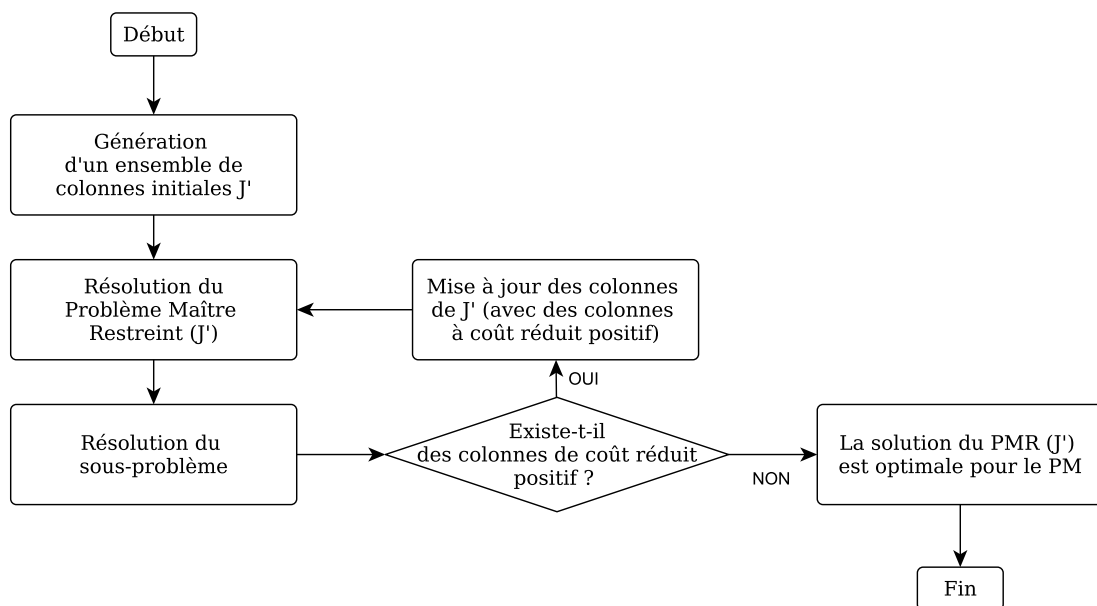 Début
Génération
d'un ensemble de
colonnes initiales J'
Résolution du
Problème Maître
Restreint (J')
Mise à jour des colonnes
de J' (avec des colonnes
à coût réduit positif)
OUI
Résolution du
sous-problème
Existe-t-il
des colonnes de coût réduit
positif ?
NON
La solution du PMR (J')
est optimale pour le PM
Fin